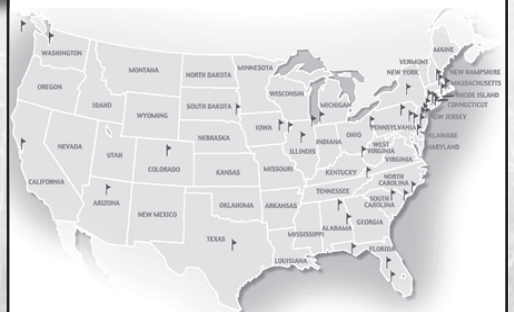 MAINE
WASHINGTON
VERMONT
MONTANA
NORTH DAKOTA
MINNESOTA
NEW YORK
NEW HAMPSHIRE
MASSACHUSETTS
OREGON
WISCONSIN
RHODE ISLAND
IDAHO
SOUTH DAKOTA
MICHIGAN
CONNECTICUT
WYOMING
NEW JERSEY
IOWA
PENNSYLVANIA
NEBRASKA
OHIO
DELAWARE
NEVADA
UTAH
ILLINOIS
INDIANA
WEST
VIRGINIA
MARYLAND
COLORADO
KANSAS
MISSOURI
KENTUCKY
VIRGINIA
CALIFORNIA
NORTH
CAROLINA
TENNESSEE
ARIZONA
OKLAHOMA
ARKANSAS
SOUTH
CAROLINA
NEW MEXICO
MISSISSIPPI
ALABAMA
GEORGIA
TEXAS
LOUISIANA
FLORIDA